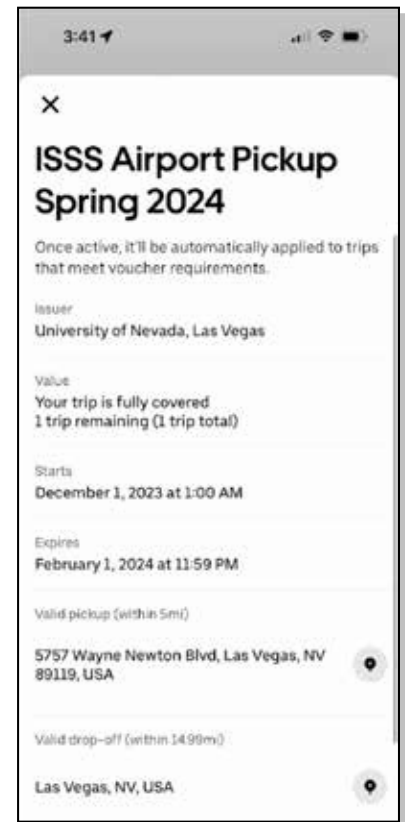 3:41
ISSS Airport Pickup
Spring 2024
Once active, it'll be automatically applied to trips
that meet voucher requirements.
Issuer
University of Nevada, Las Vegas
Value
Your trip is fully covered
1 trip remaining (1 trip total)
Starts
December 1, 2023 at 1:00 AM
Expires
February 1, 2024 at 11:59 PM
Valid pickup (within 5mi)
5757 Wayne Newton Blvd, Las Vegas, NV
89119, USA
Valid drop-off (within 14.99mi)
Las Vegas, NV, USA